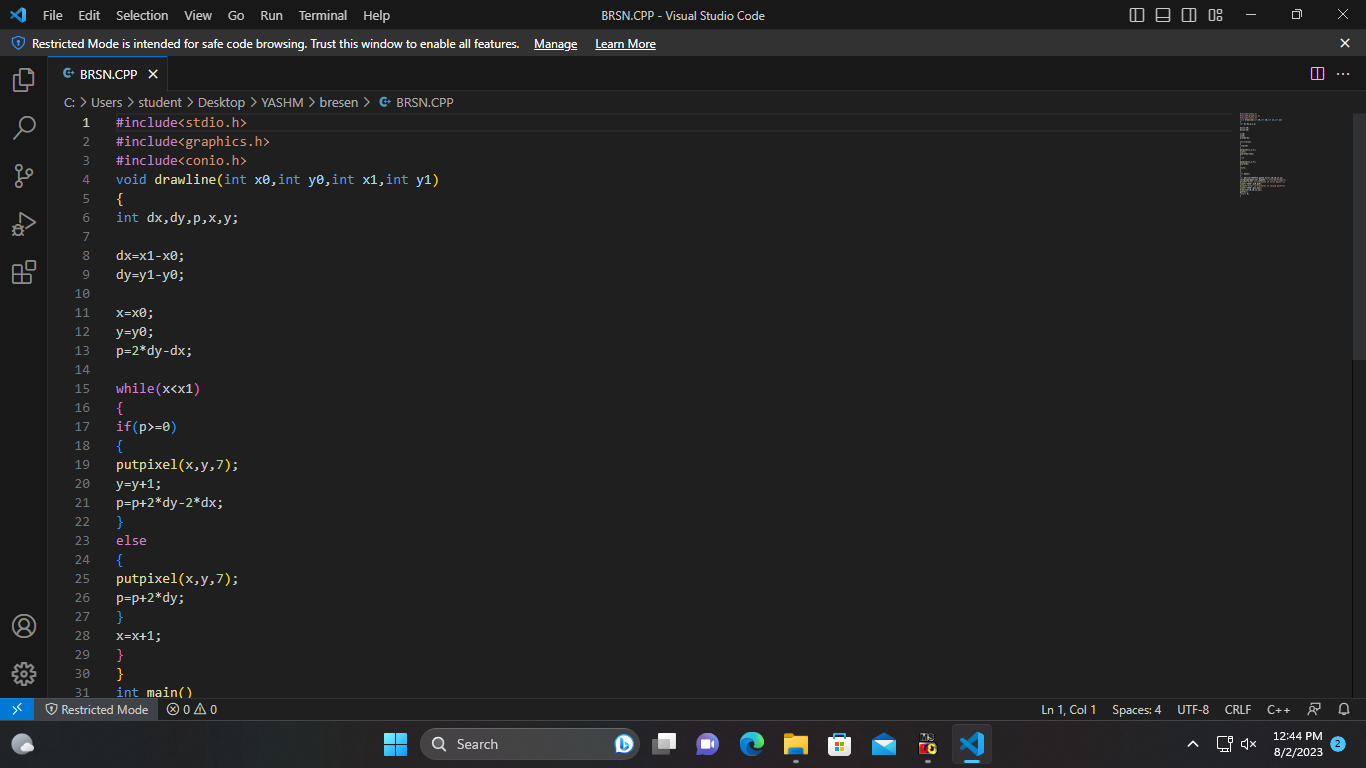 File Edit Selection View Go Run Terminal Help BRSN.CPP - Visual Studio Code
Restricted Mode is intended for safe code browsing. Trust this window to enable all features. Manage Learn More
BRSN.CPP
C: > Users > student > Desktop > YASHM > bresen > BRSN.CPP
1 #include<stdio.h>
2 #include<graphics.h>
3 #include<conio.h>
4 void drawline(int x0,int y0,int x1,int y1)
5 {
6 int dx,dy,p,x,y;
7
8 dx=x1-x0;
9 dy=y1-y0;
10
11 x=x0;
12 y=y0;
13 p=2*dy-dx;
14
15 while(x<x1)
16 {
17 if(p>=0)
18 {
19 putpixel(x,y,7);
20 y=y+1;
21 p=p+2*dy-2*dx;
22 }
23 else
24 {
25 putpixel(x,y,7);
26 p=p+2*dy;
27 }
28 x=x+1;
29 }
30 }
31 int main()
Restricted Mode 0 0 Ln 1, Col 1 Spaces: 4 UTF-8 CRLF C++
Search
12:44 PM
8/2/2023 2